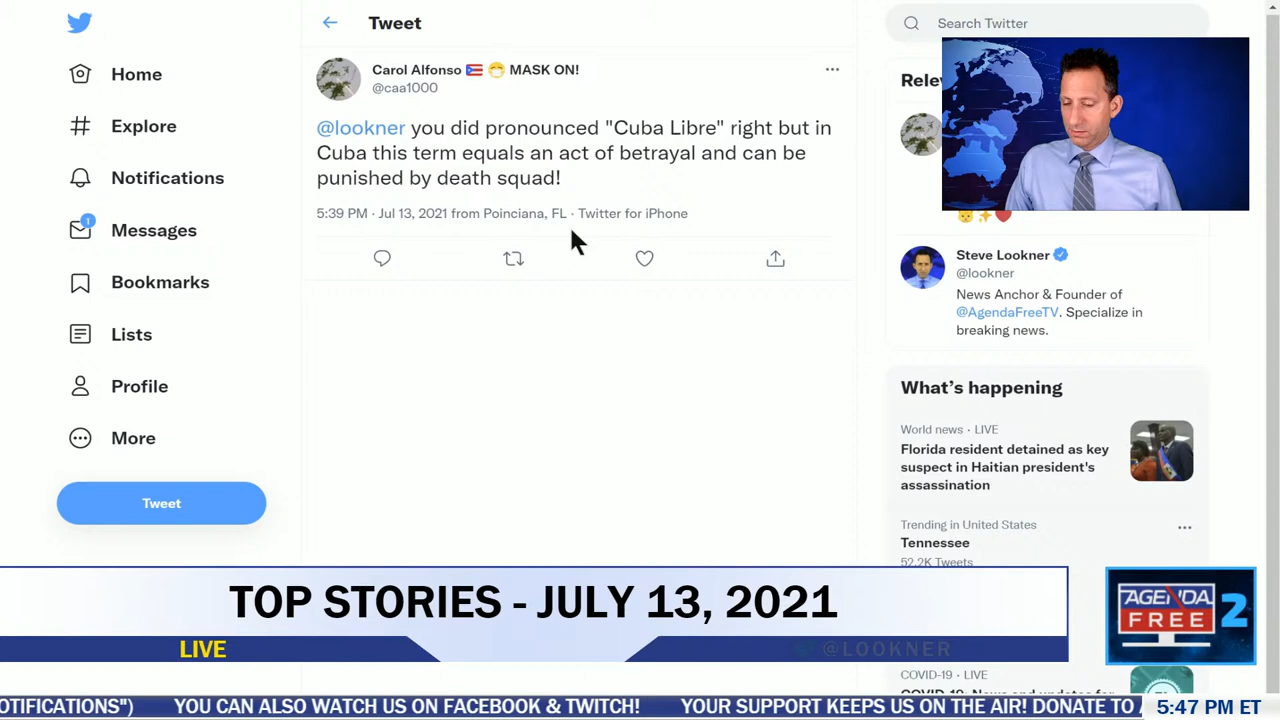 Tweet
Search Twitter
Home
Explore
Notifications
1
Messages
Bookmarks
Lists
Profile
More
Tweet
Carol Alfonso 🇵🇷 😷 MASK ON!
@caa1000
@lookner you did pronounced "Cuba Libre" right but in
Cuba this term equals an act of betrayal and can be
punished by death squad!
5:39 PM · Jul 13, 2021 from Poinciana, FL · Twitter for iPhone
Steve Lookner
@lookner
News Anchor & Founder of
@AgendaFreeTV. Specialize in
breaking news.
What's happening
World news · LIVE
Florida resident detained as key
suspect in Haitian president's
assassination
Trending in United States
Tennessee
52.2K Tweets
COVID-19 · LIVE
TOP STORIES - JULY 13, 2021
LIVE
@LOOKNER
AGENDA
FREE 2
OTIFICATIONS") YOU CAN ALSO WATCH US ON FACEBOOK & TWITCH! YOUR SUPPORT KEEPS US ON THE AIR! DONATE TO
5:47 PM ET